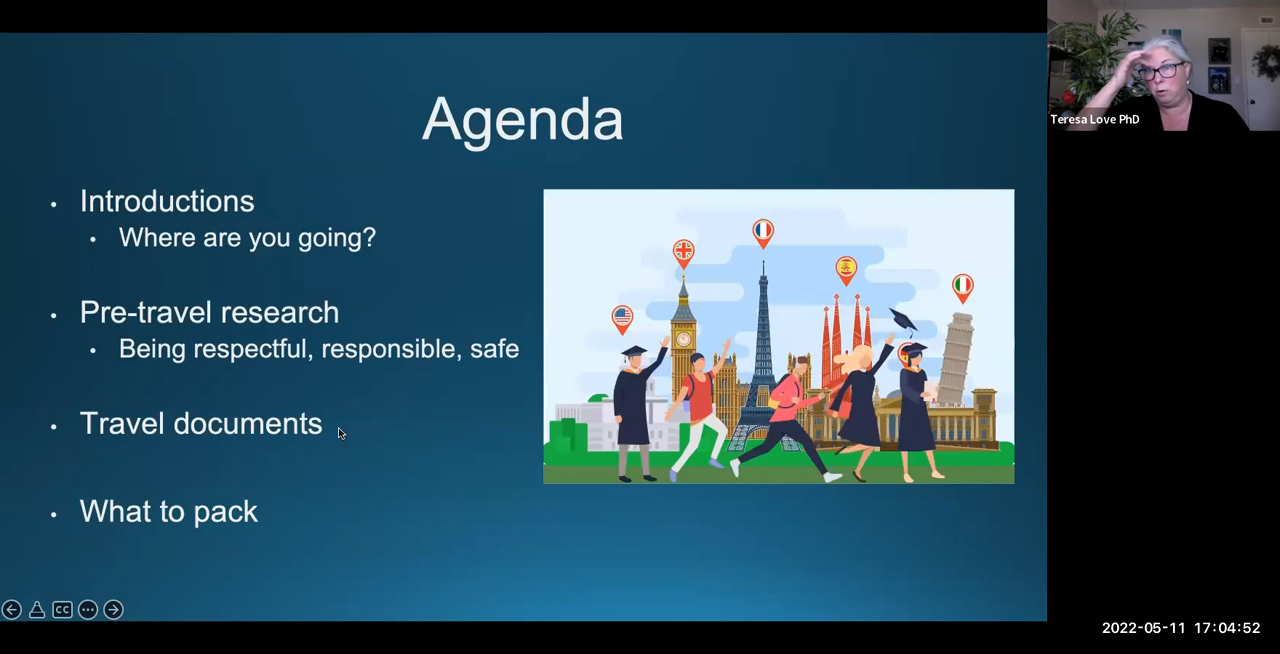 Agenda
Introductions
Where are you going?
Pre-travel research
Being respectful, responsible, safe
Travel documents
What to pack
CC
Teresa Love PhD
2022-05-11 17:04:52